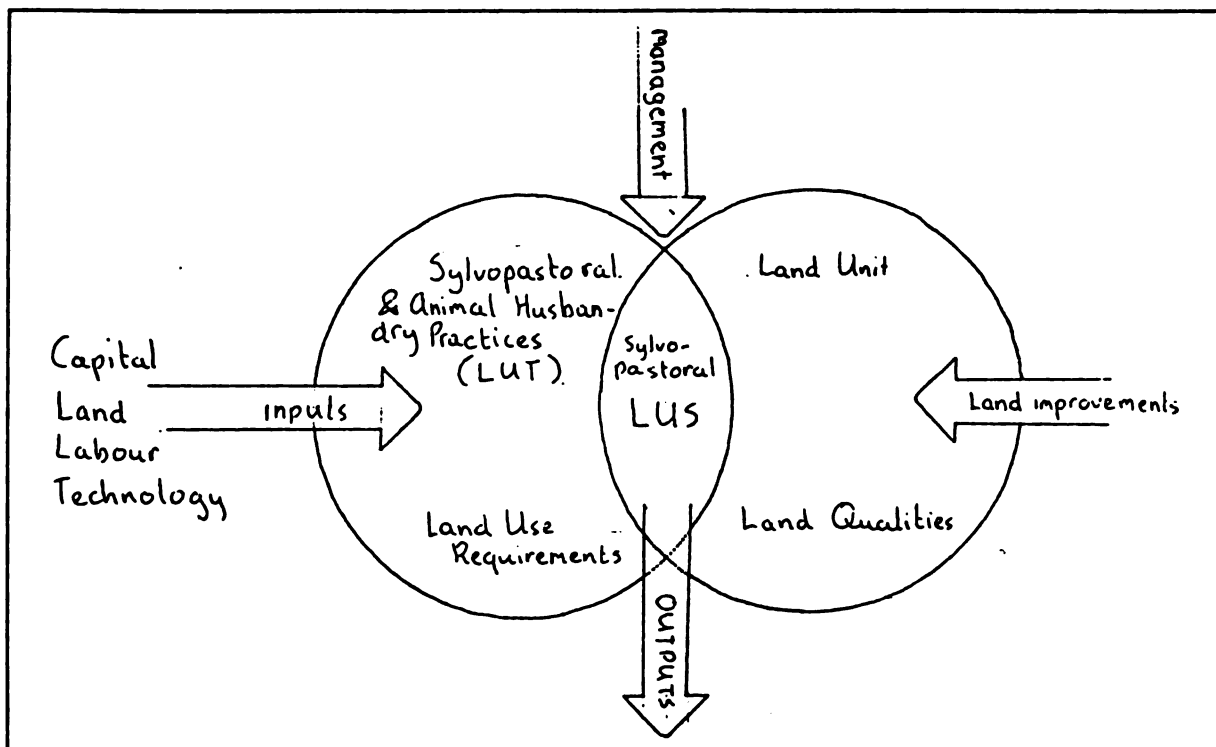 management
Sylvopastoral.
& Animal Husban-
dry Practices
(LUT).
Land Unit
Sylvo-
pastoral
LUS
Capital
Land
Labour
Technology
inputs
Land improvements
Land Use
Requirements
Land Qualities
OUTPUTS